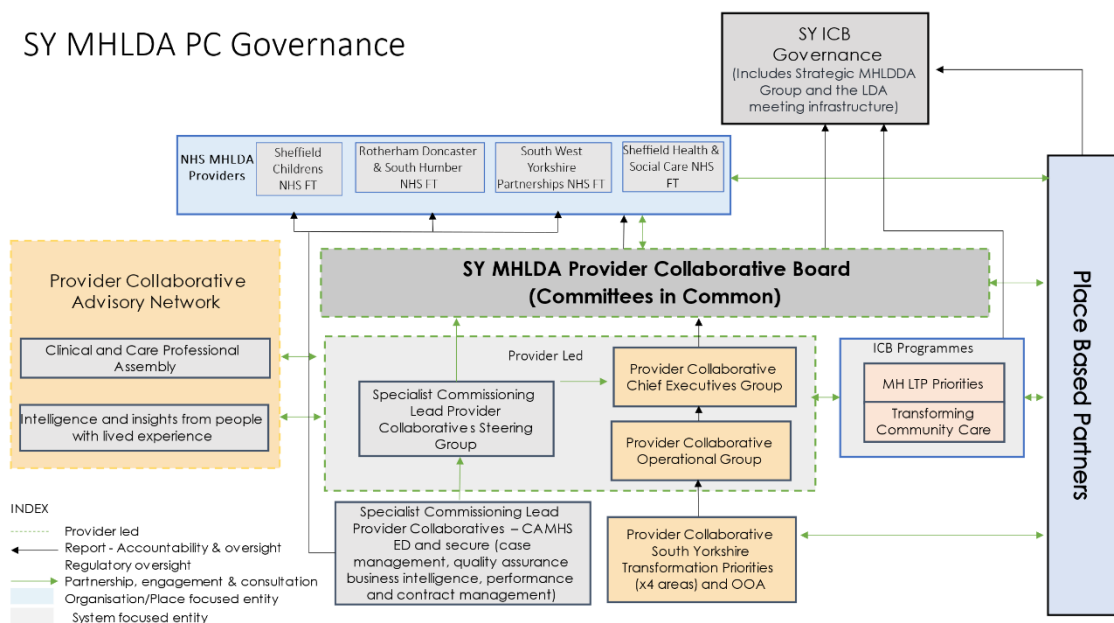 SY MHLDA PC Governance
SY ICB
Governance
(Includes Strategic MHLDDA
Group and the LDA
meeting infrastructure)
NHS MHLDA
Providers
Sheffield
Childrens
NHS FT
Rotherham Doncaster
& South Humber
NHS FT
South West
Yorkshire
Partnerships NHS FT
Sheffield Health &
Social Care NHS
FT
SY MHLDA Provider Collaborative Board
(Committees in Common)
Provider Collaborative
Advisory Network
Clinical and Care Professional
Assembly
Intelligence and insights from people
with lived experience
Provider Led
Specialist Commissioning
Lead Provider
Collaboratives Steering
Group
Provider Collaborative
Chief Executives Group
Provider Collaborative
Operational Group
ICB Programmes
MH LTP Priorities
Transforming
Community Care
Place Based Partners
Specialist Commissioning Lead
Provider Collaboratives – CAMHS
ED and secure (case
management, quality assurance
business intelligence, performance
and contract management)
Provider Collaborative
South Yorkshire
Transformation Priorities
(x4 areas) and OOA
INDEX
Provider led
Report - Accountability & oversight
Regulatory oversight
Partnership, engagement & consultation
Organisation/Place focused entity
System focused entity